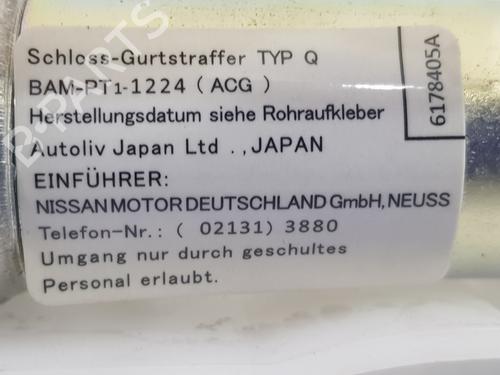 Schloss-Gurtstraffer TYP Q
BAM-PT1-1224 ( ACG )
Herstellungsdatum siehe Rohraufkleber
Autoliv Japan Ltd . ,JAPAN
EINFÜHRER:
NISSAN MOTOR DEUTSCHLAND GmbH, NEUSS
Telefon-Nr.: ( 02131) 3880
Umgang nur durch geschultes
Personal erlaubt.
6178405A
B-PARTS